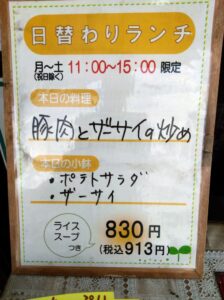 日替わりランチ
月〜土 11:00〜15:00 限定
(祝日除く)
本日の料理
豚肉とザーサイの炒め
本日の小鉢
・ポテトサラダ
・ザーサイ
ライス
スープ
つき
830円
(税込913円)